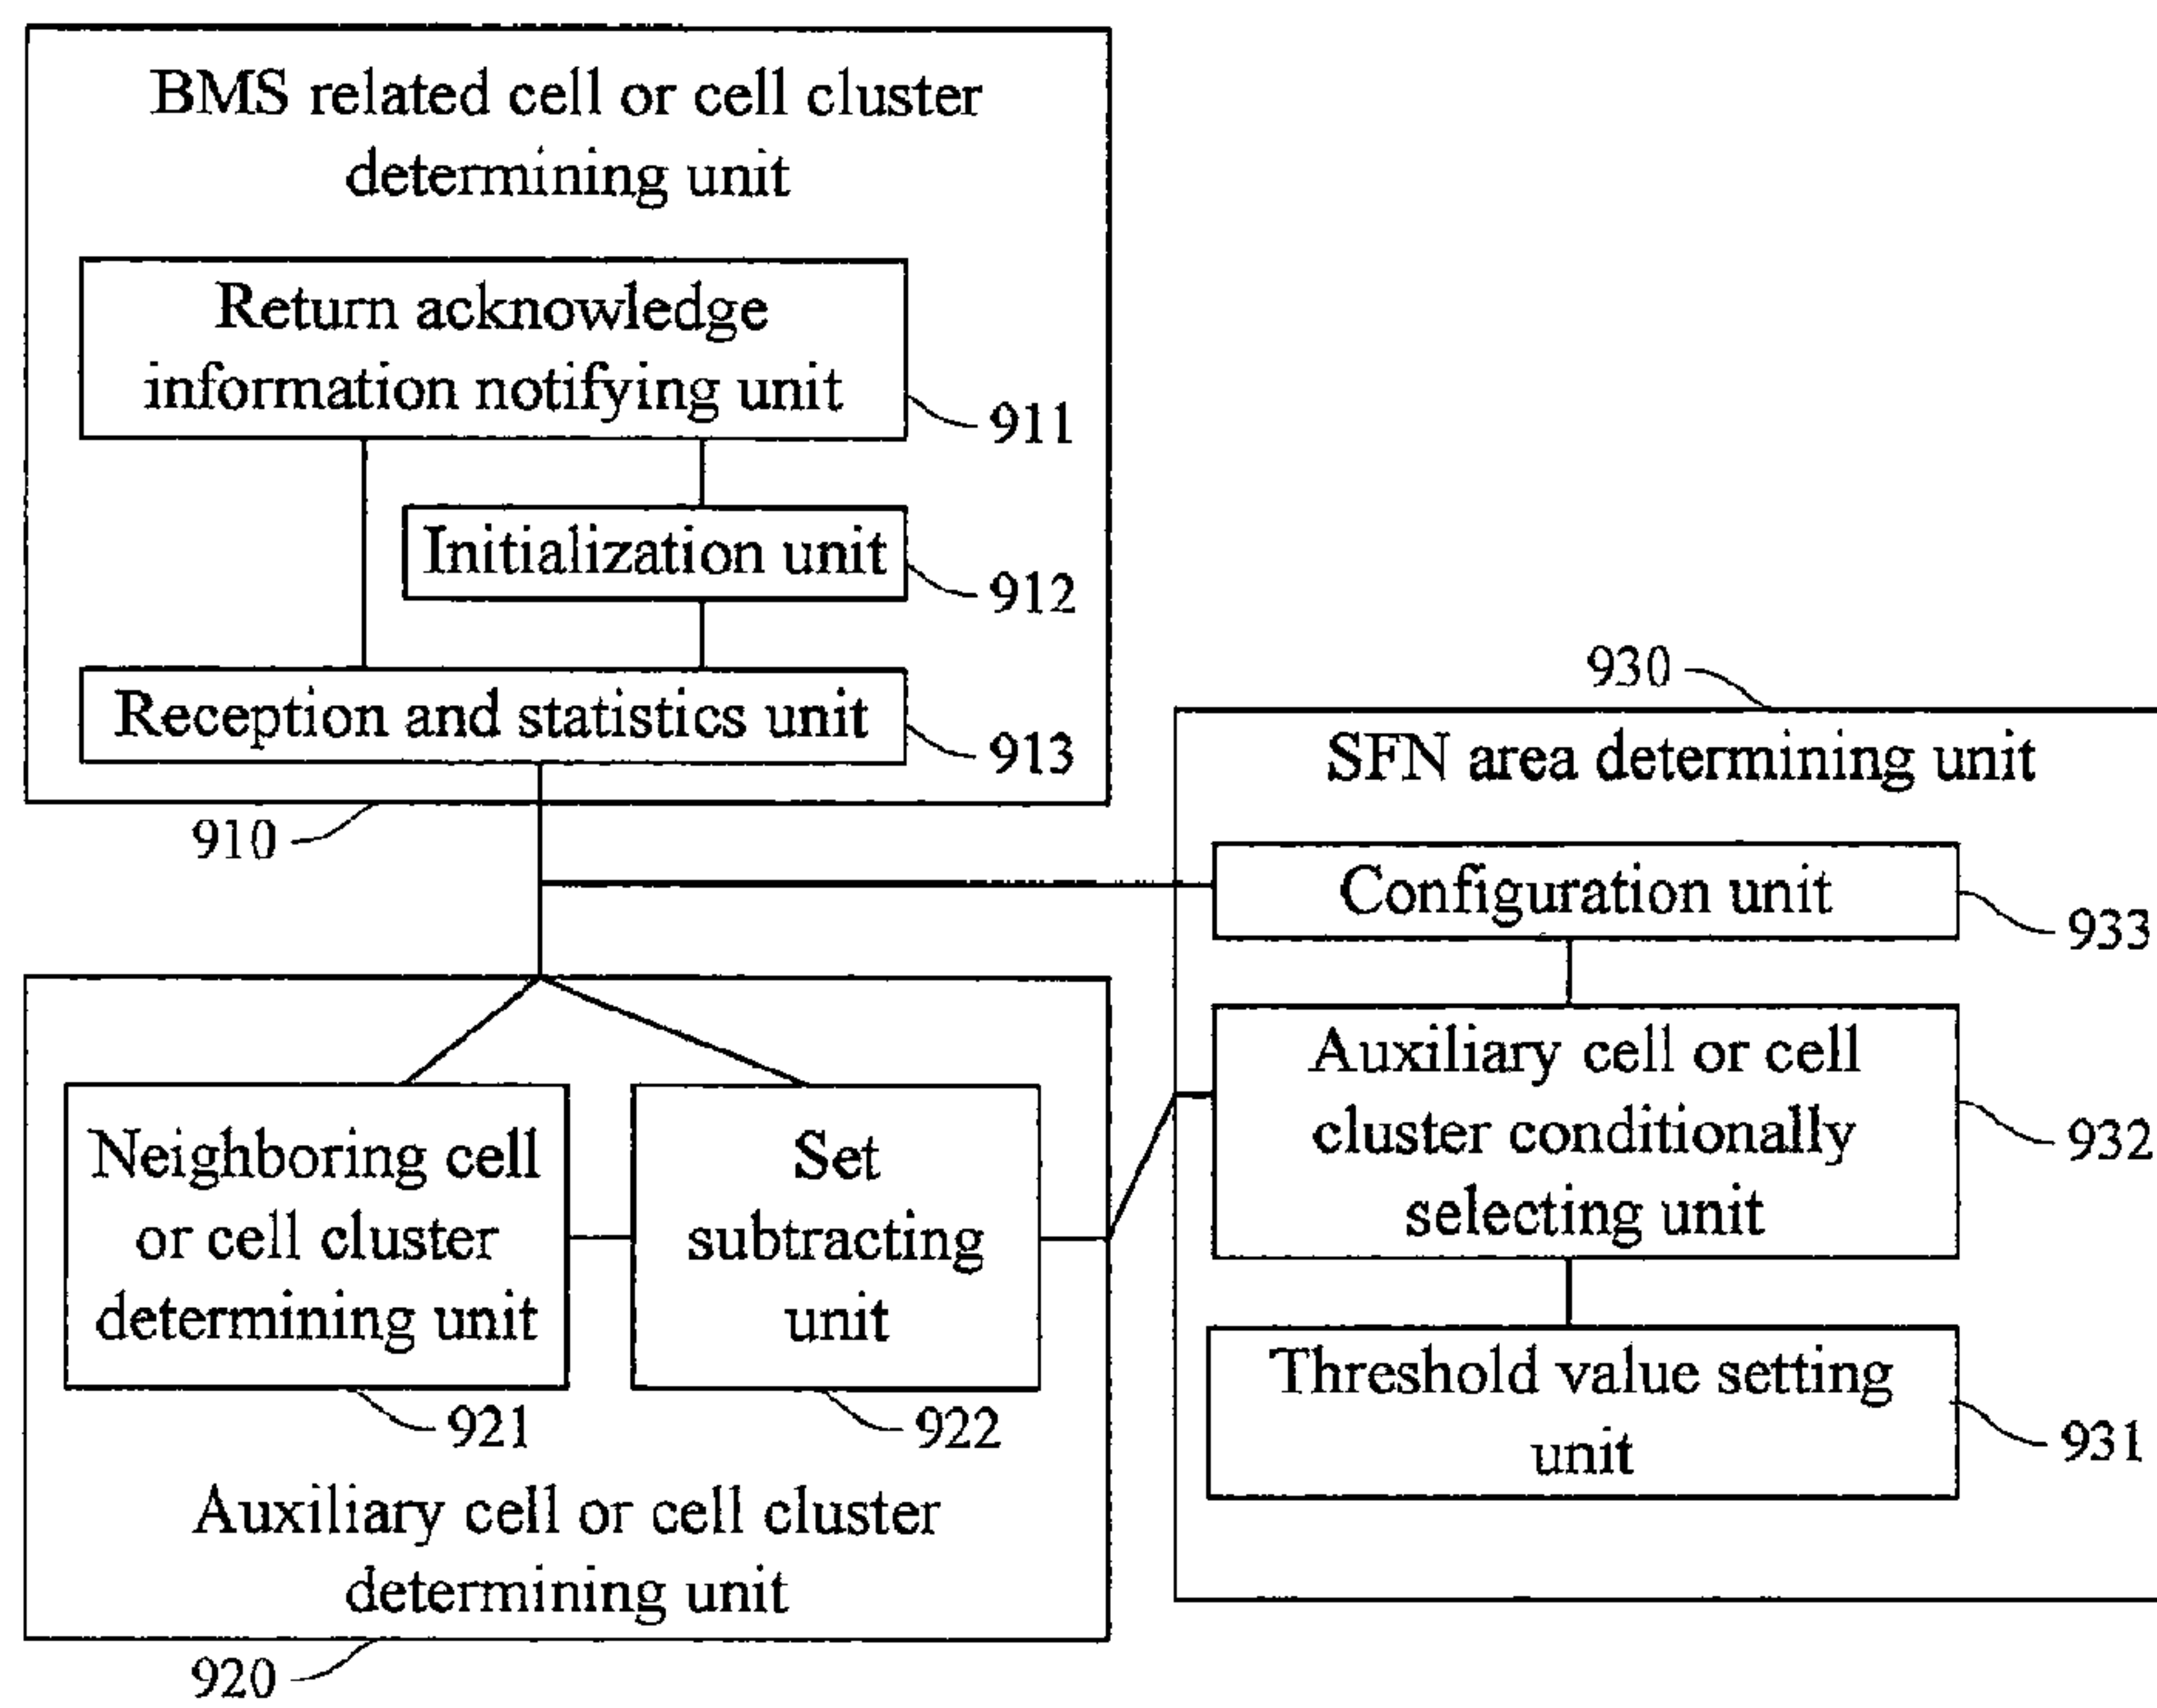 BMS related cell or cell cluster
determining unit
Return acknowledge
information notifying unit
911
Initialization unit
912
Reception and statistics unit
913
910
930
SFN area determining unit
Configuration unit
933
Auxiliary cell or cell
cluster conditionally
selecting unit
932
Threshold value setting
unit
931
Neighboring cell
or cell cluster
determining unit
921
Set
subtracting
unit
922
Auxiliary cell or cell cluster
determining unit
920